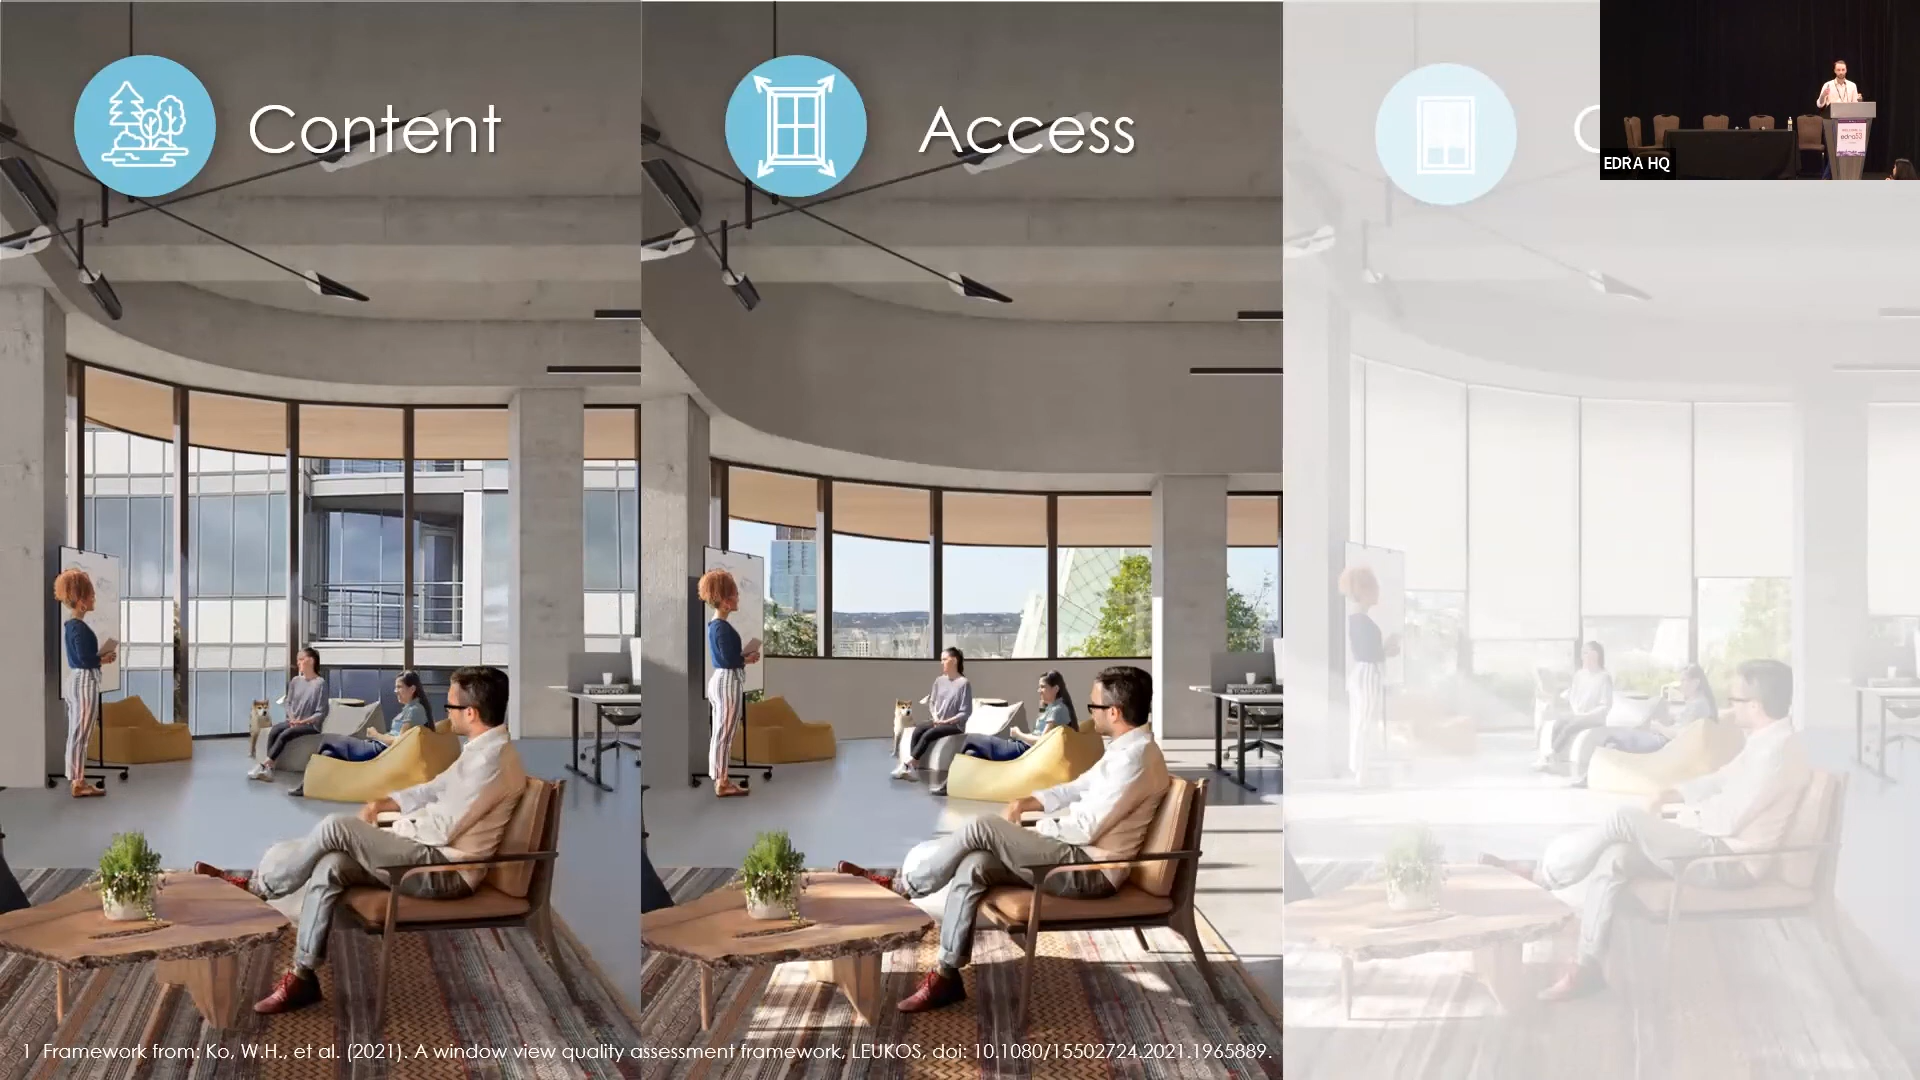 Content
Access
C
EDRA HQ
1 Framework from: Ko, W.H., et al. (2021). A window view quality assessment framework, LEUKOS, doi: 10.1080/15502724.2021.1965889.